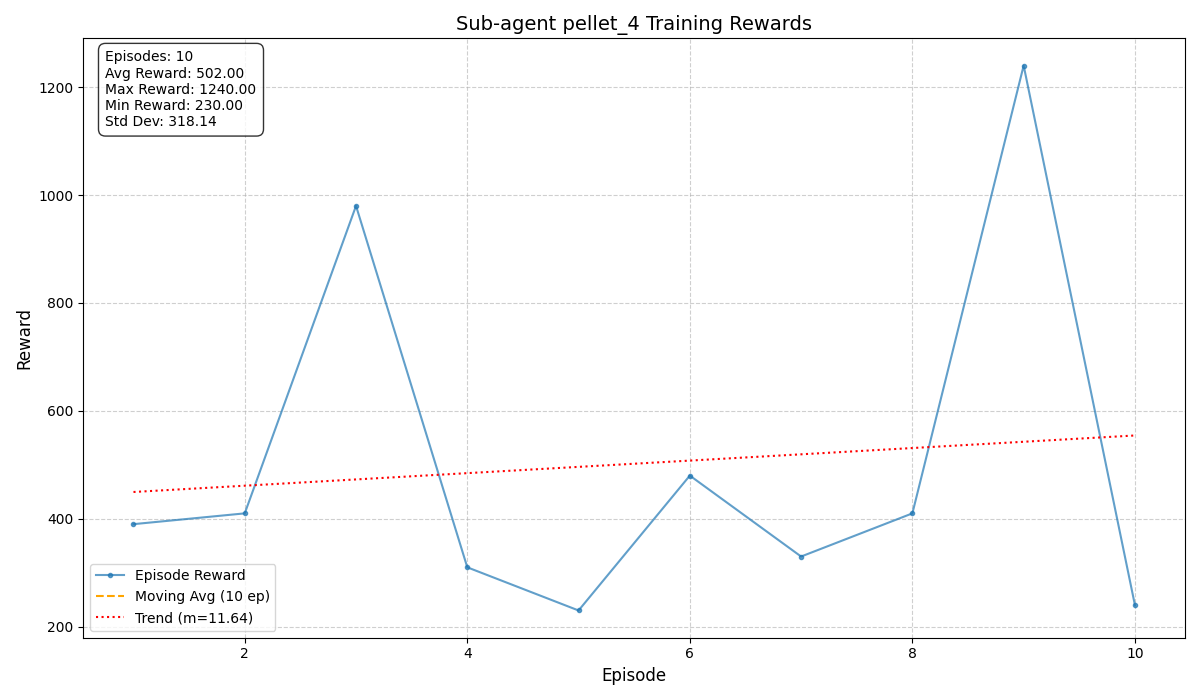 Sub-agent pellet_4 Training Rewards
Episodes: 10
Avg Reward: 502.00
Max Reward: 1240.00
Min Reward: 230.00
Std Dev: 318.14
1200
1000
800
600
400
200
Reward
Episode Reward
Moving Avg (10 ep)
Trend (m=11.64)
2 4 6 8 10
Episode